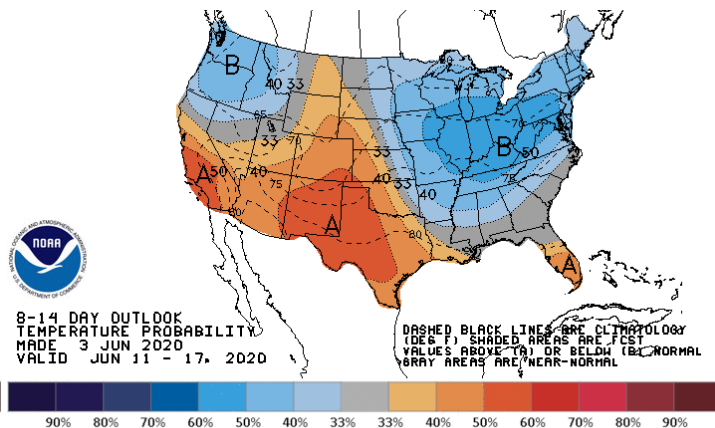 B
40 33
65
33 70
A 50 40
75
60
33
40 33
40
B 50
75
A
80
A
NATIONAL OCEANIC AND ATMOSPHERIC ADMINISTRATION
NOAA
U.S. DEPARTMENT OF COMMERCE
8-14 DAY OUTLOOK
TEMPERATURE PROBABILITY
MADE 3 JUN 2020
VALID JUN 11 - 17, 2020
DASHED BLACK LINES ARE CLIMATOLOGY
(DEG F) SHADED AREAS ARE FCST
VALUES ABOVE (A) OR BELOW (B) NORMAL
GRAY AREAS ARE NEAR-NORMAL
90% 80% 70% 60% 50% 40% 33% 33% 40% 50% 60% 70% 80% 90%